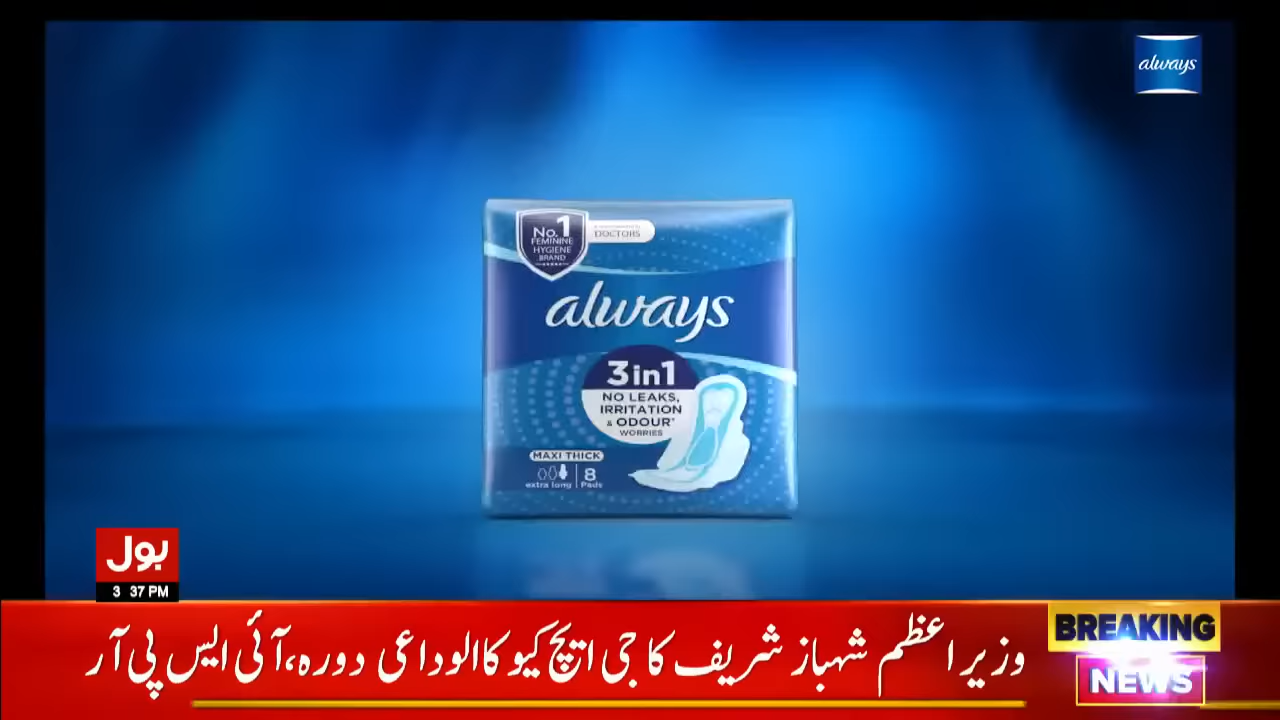 always
No. 1
FEMININE
HYGIENE
BRAND
DOCTORS
always
3in1
NO LEAKS,
IRRITATION
& ODOUR*
WORRIES
MAXI THICK
extra long
8
Pads
بول
3 37 PM
وزیراعظم شہباز شریف کا جی ایچ کیو کا الوداعی دورہ، آئی ایس پی آر
BREAKING
NEWS